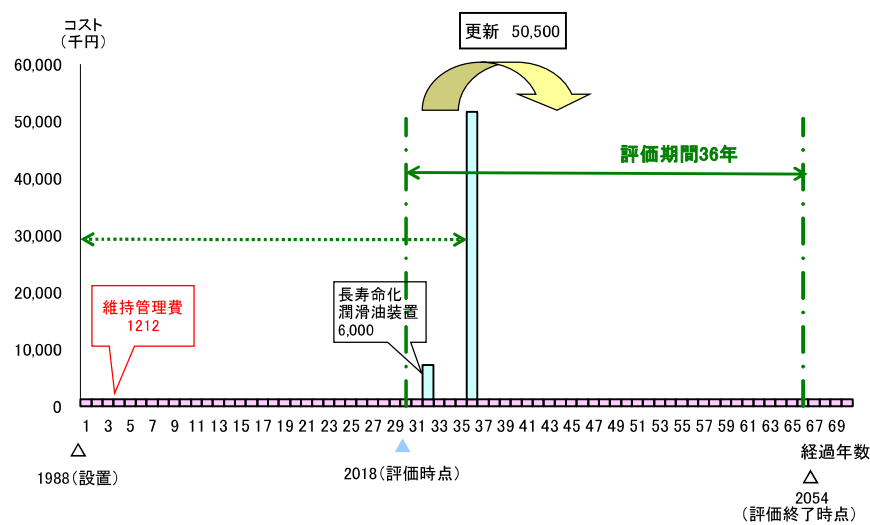 コスト
(千円)
更新 50,500
60,000
50,000
40,000
30,000
20,000
10,000
0
評価期間36年
維持管理費
1212
長寿命化
潤滑油装置
6,000
1 3 5 7 9 11 13 15 17 19 21 23 25 27 29 31 33 35 37 39 41 43 45 47 49 51 53 55 57 59 61 63 65 67 69
経過年数
1988(設置)
2018(評価時点)
2054
(評価終了時点)